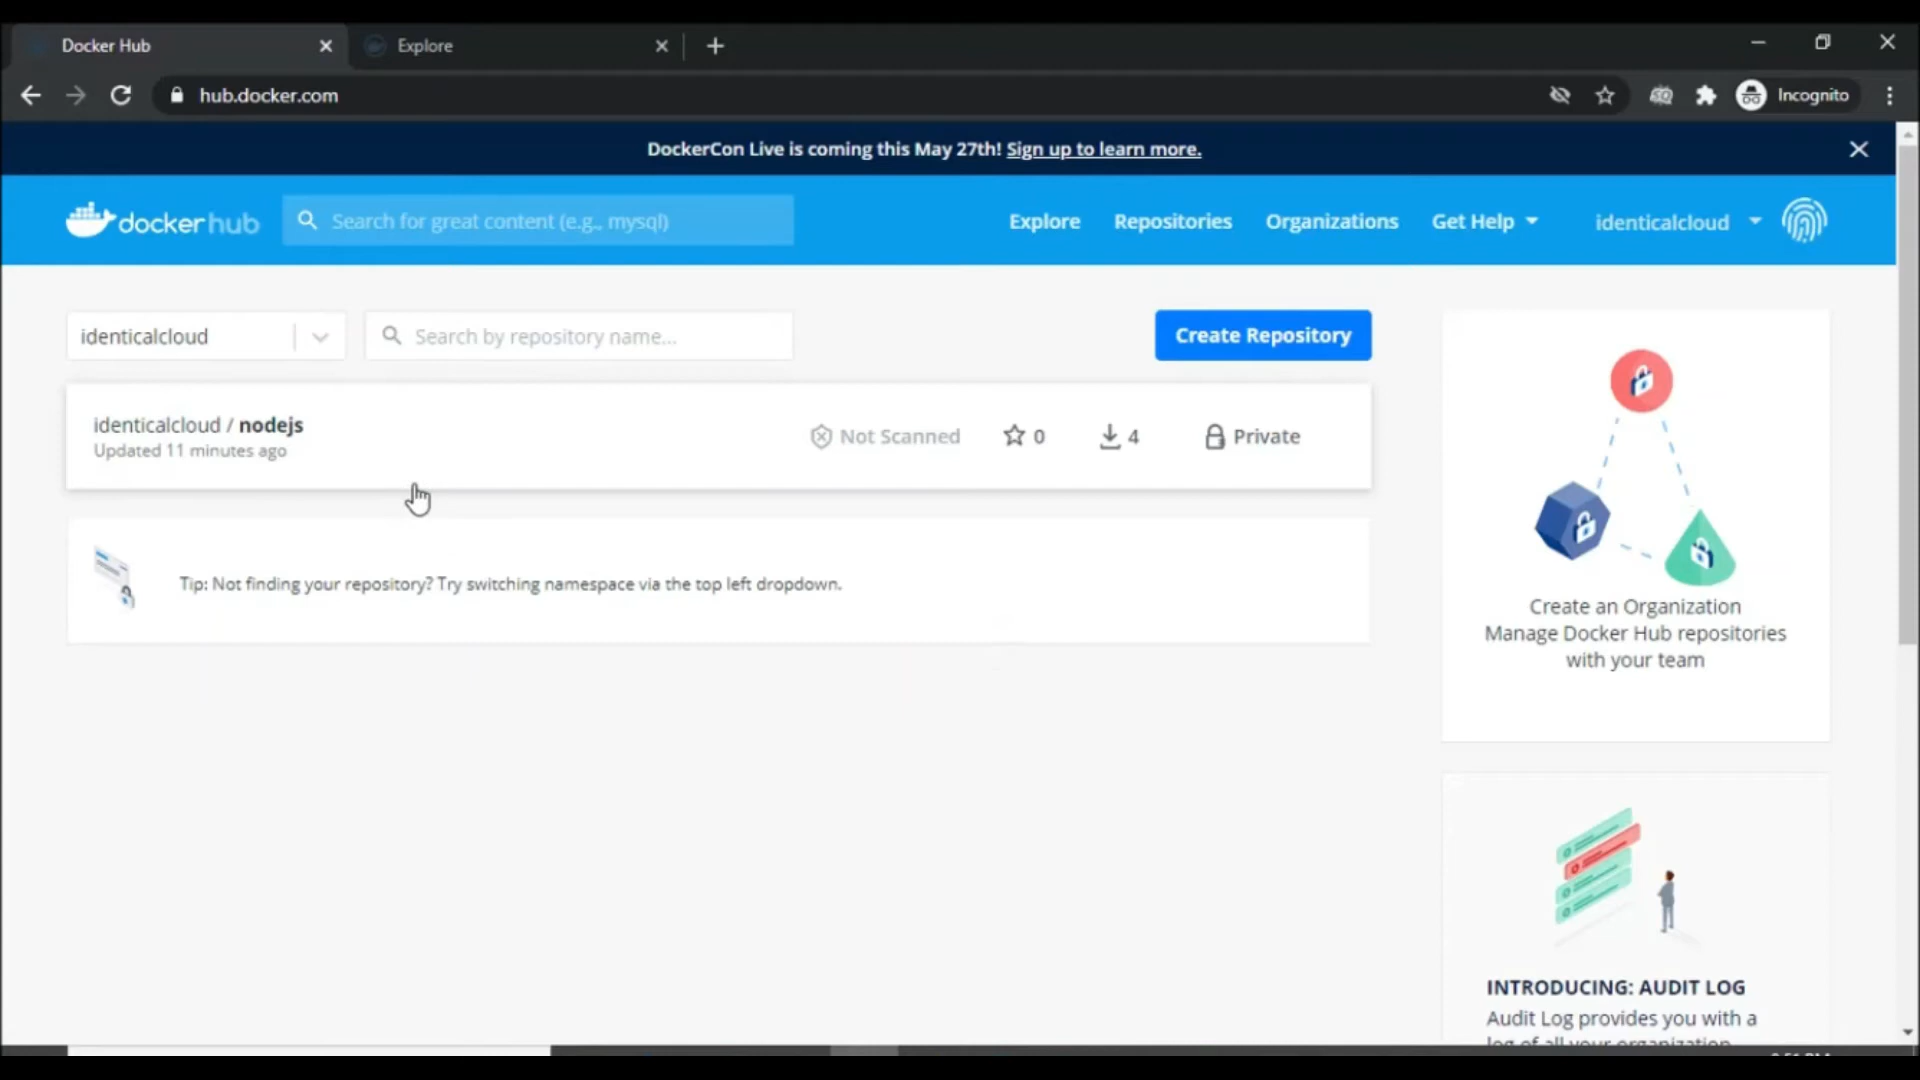 Docker Hub
Explore
hub.docker.com
Incognito
DockerCon Live is coming this May 27th! Sign up to learn more.
docker hub
Search for great content (e.g., mysql)
Explore
Repositories
Organizations
Get Help
identicalcloud
identicalcloud
Search by repository name...
Create Repository
identicalcloud / nodejs
Updated 11 minutes ago
Not Scanned
0
4
Private
Tip: Not finding your repository? Try switching namespace via the top left dropdown.
Create an Organization
Manage Docker Hub repositories
with your team
INTRODUCING: AUDIT LOG
Audit Log provides you with a
log of all your organization